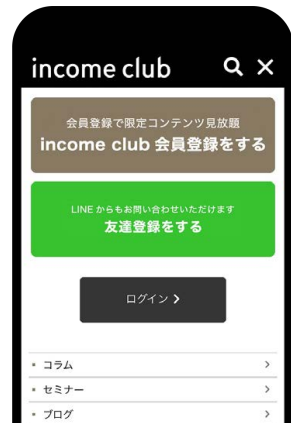 income club
会員登録で限定コンテンツ見放題
income club 会員登録をする
LINE からもお問い合わせいただけます
友達登録をする
ログイン
コラム
セミナー
ブログ